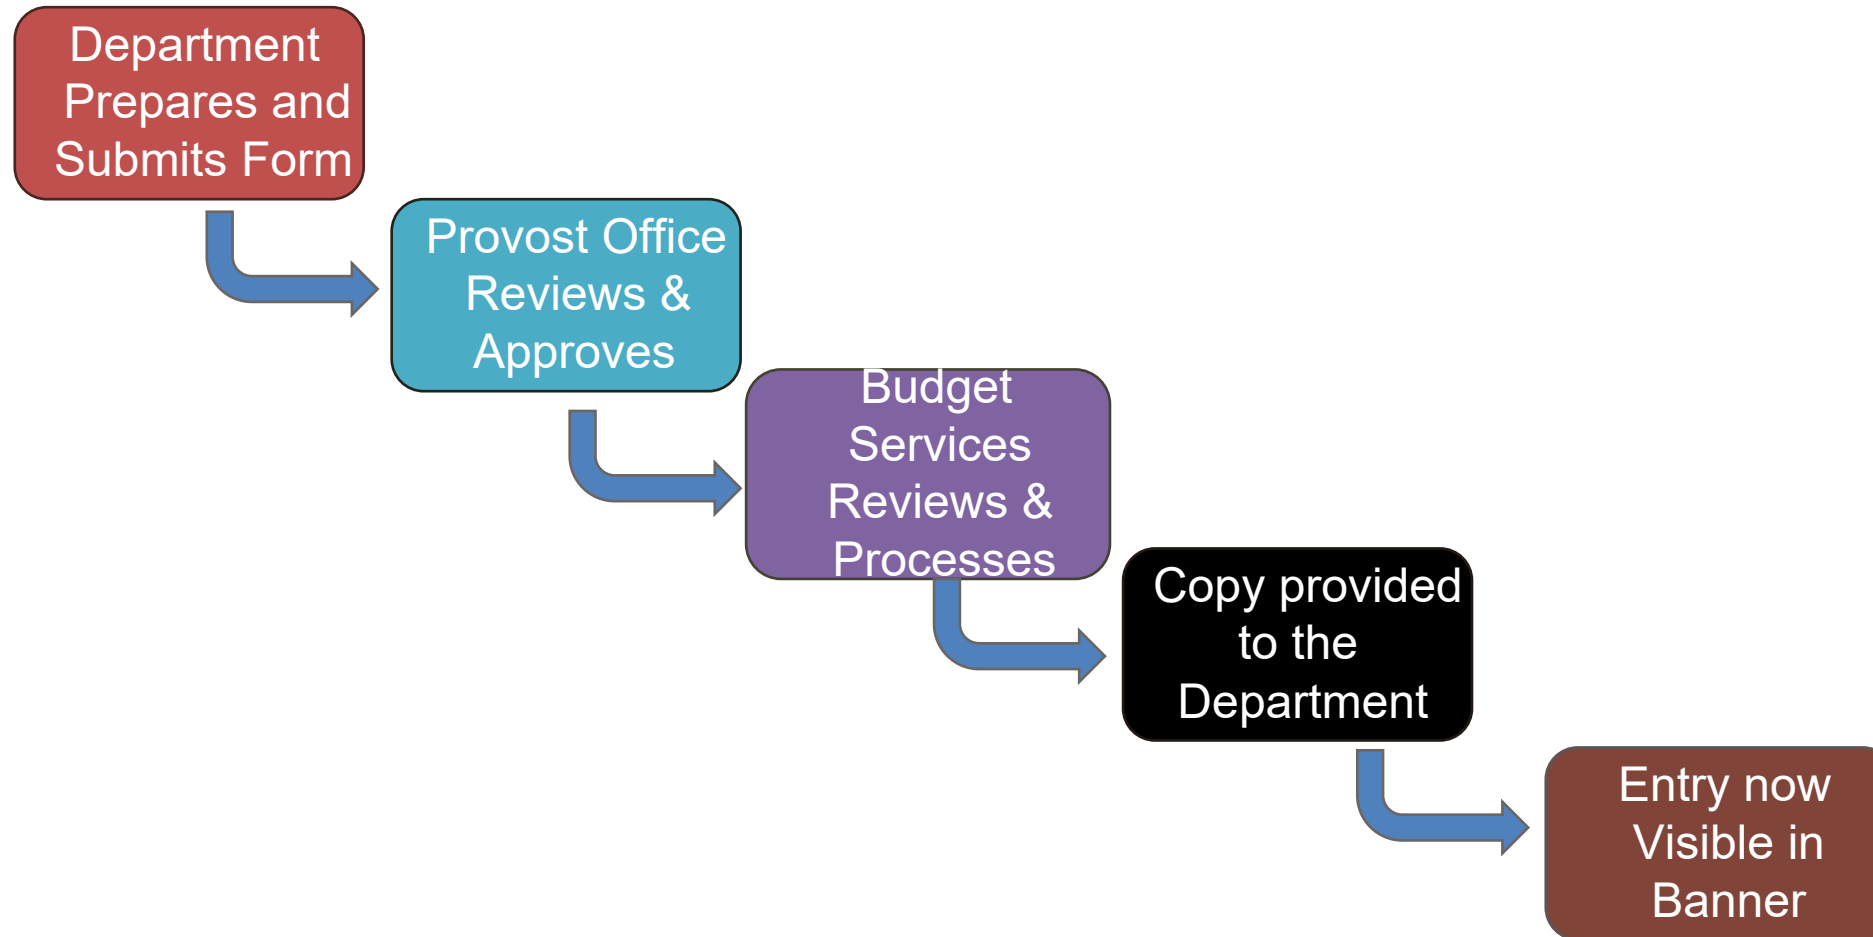 Department
Prepares and
Submits Form
Provost Office
Reviews &
Approves
Budget
Services
Reviews &
Processes
Copy provided
to the
Department
Entry now
Visible in
Banner